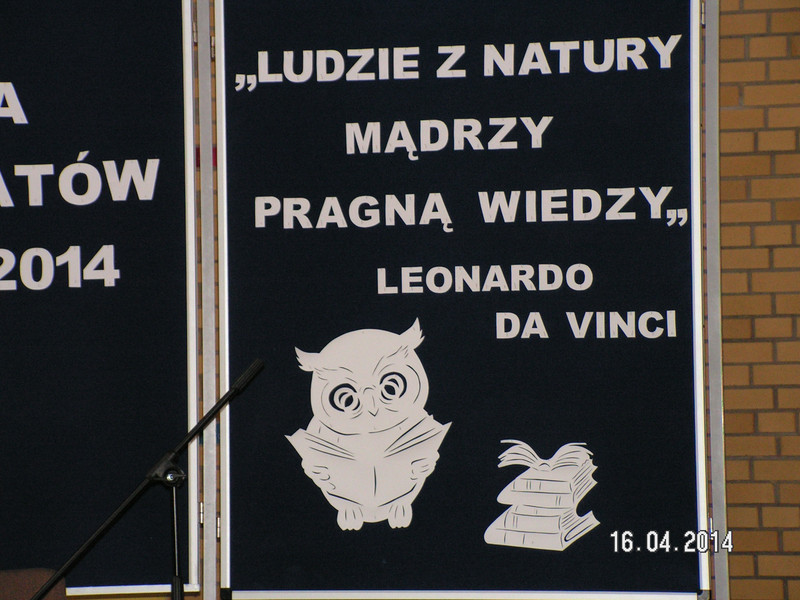 A
ATÓW
2014
„LUDZIE Z NATURY
MĄDRZY
PRAGNĄ WIEDZY„
LEONARDO
DA VINCI
16.04.2014